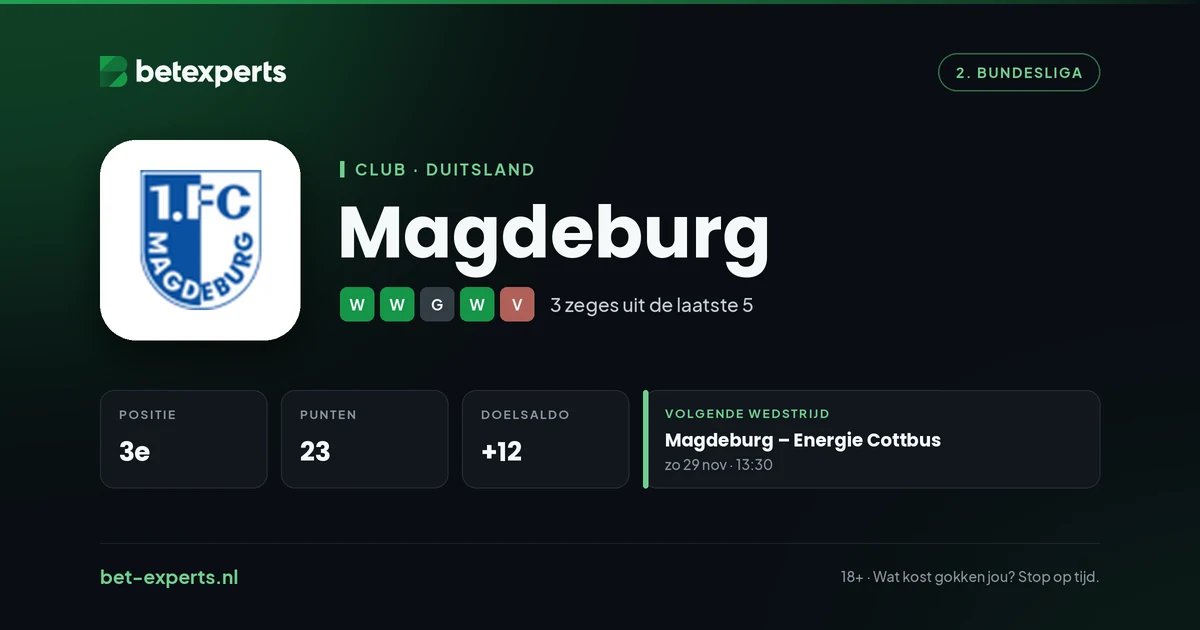 betexperts
2. BUNDESLIGA
1.FC
MAGDEBURG
CLUB · DUITSLAND
Magdeburg
W W G W V 3 zeges uit de laatste 5
POSITIE
3e
PUNTEN
23
DOELSALDO
+12
VOLGENDE WEDSTRIJD
Magdeburg – Energie Cottbus
zo 29 nov · 13:30
bet-experts.nl
18+ · Wat kost gokken jou? Stop op tijd.